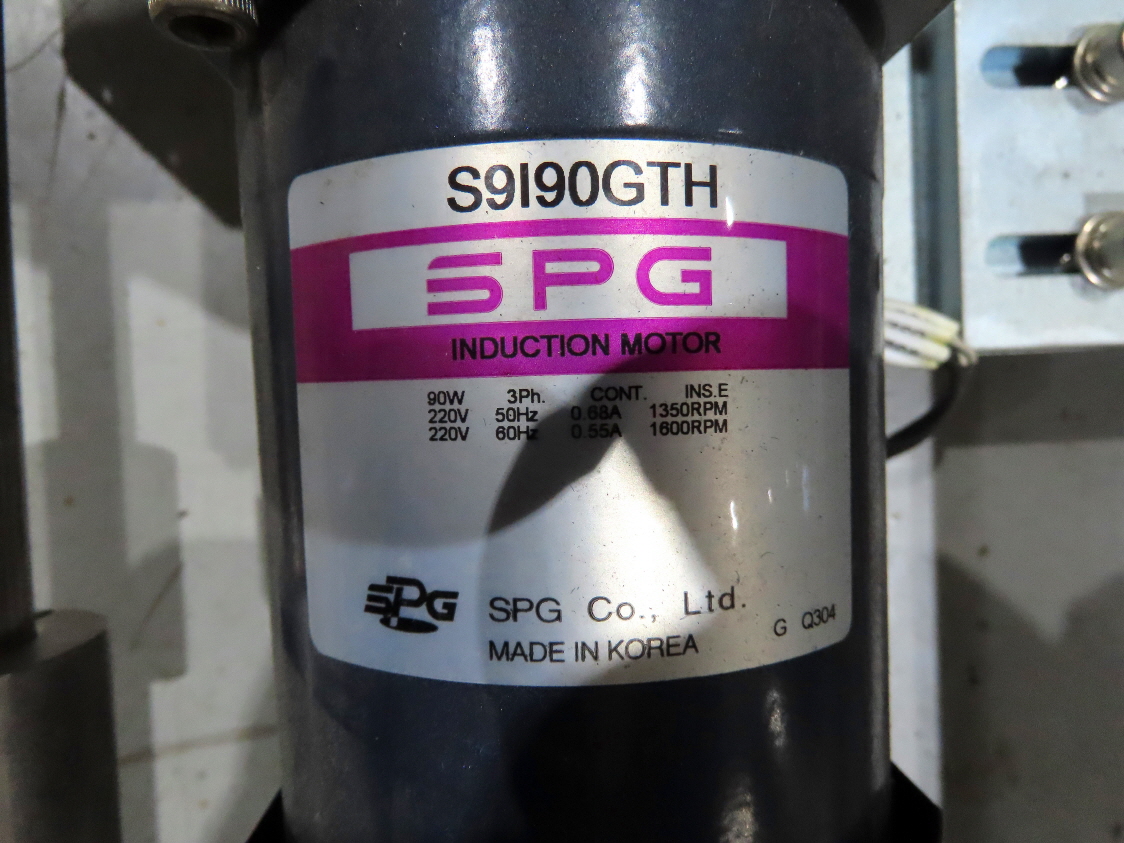 S9I90GTH
SPG
INDUCTION MOTOR
90W 3Ph. CONT. INS.E
220V 50Hz 0.68A 1350RPM
220V 60Hz 0.55A 1600RPM
SPG SPG Co., Ltd.
MADE IN KOREA
G Q304